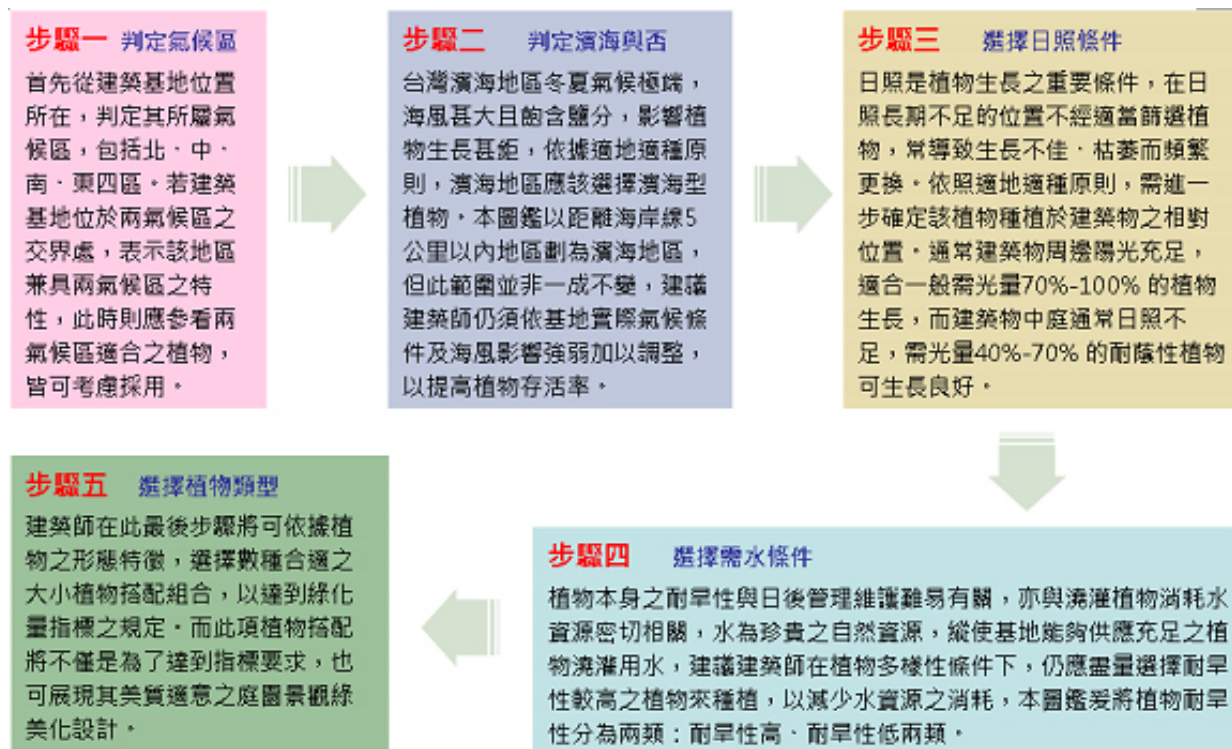 步驟一 判定氣候區
首先從建築基地位置
所在，判定其所屬氣
候區，包括北、中、
南、東四區。若建築
基地位於兩氣候區之
交界處，表示該地區
兼具兩氣候區之特
性，此時則應參看兩
氣候區適合之植物，
皆可考慮採用。
步驟二 判定濱海與否
台灣濱海地區冬夏氣候極端，
海風甚大且飽含鹽分，影響植
物生長甚鉅，依據適地適種原
則，濱海地區應該選擇濱海型
植物。本圖鑑以距離海岸線5
公里以內地區劃為濱海地區，
但此範圍並非一成不變，建議
建築師仍須依基地實際氣候條
件及海風影響強弱加以調整，
以提高植物存活率。
步驟三 選擇日照條件
日照是植物生長之重要條件，在日
照長期不足的位置不經適當篩選植
物，常導致生長不佳、枯萎而頻繁
更換。依照適地適種原則，需進一
步確定該植物種植於建築物之相對
位置。通常建築物周邊陽光充足，
適合一般需光量70%-100% 的植物
生長，而建築物中庭通常日照不
足，需光量40%-70% 的耐蔭性植物
可生長良好。
步驟四 選擇需水條件
植物本身之耐旱性與日後管理維護難易有關，亦與澆灌植物消耗水
資源密切相關，水為珍貴之自然資源，縱使基地能夠供應充足之植
物澆灌用水，建議建築師在植物多樣性條件下，仍應盡量選擇耐旱
性較高之植物來種植，以減少水資源之消耗，本圖鑑爰將植物耐旱
性分為兩類：耐旱性高、耐旱性低兩類。
步驟五 選擇植物類型
建築師在此最後步驟將可依據植
物之形態特徵，選擇數種合適之
大小植物搭配組合，以達到綠化
量指標之規定。而此項植物搭配
將不僅是為了達到指標要求，也
可展現其美質適意之庭園景觀綠
美化設計。